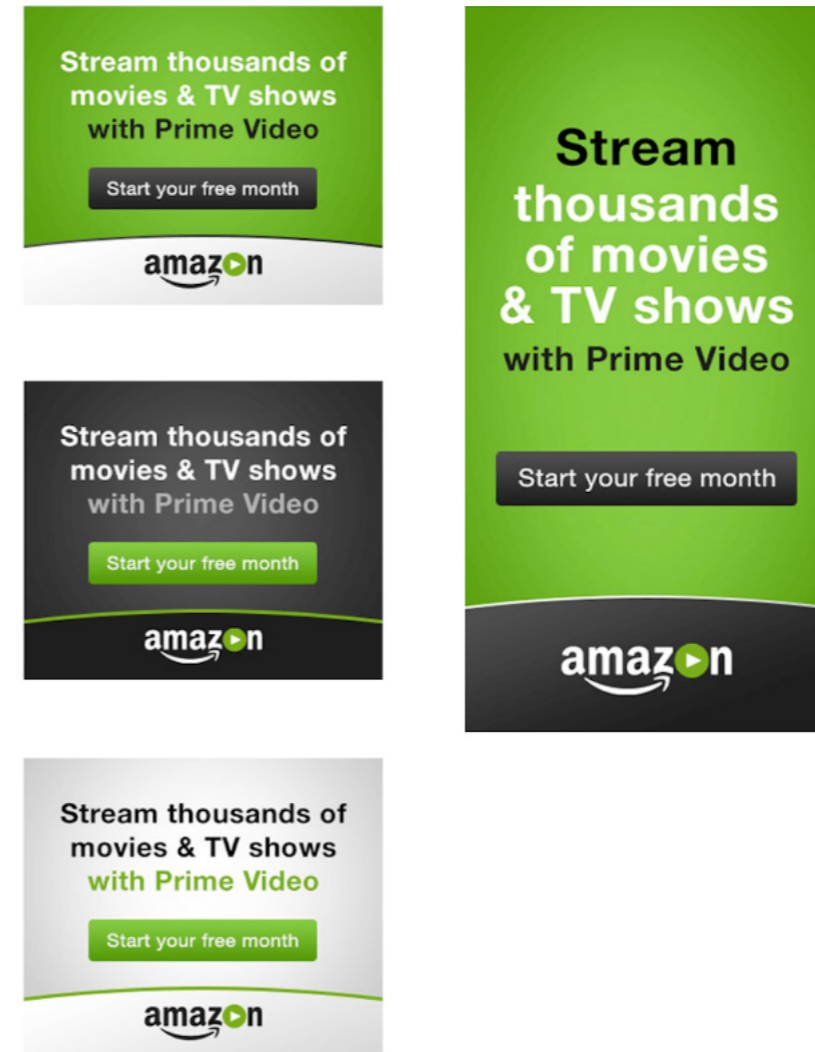 Stream thousands of
movies & TV shows
with Prime Video
Start your free month
amazon
Stream
thousands
of movies
& TV shows
with Prime Video
Start your free month
amazon
Stream thousands of
movies & TV shows
with Prime Video
Start your free month
amazon
Stream thousands of
movies & TV shows
with Prime Video
Start your free month
amazon